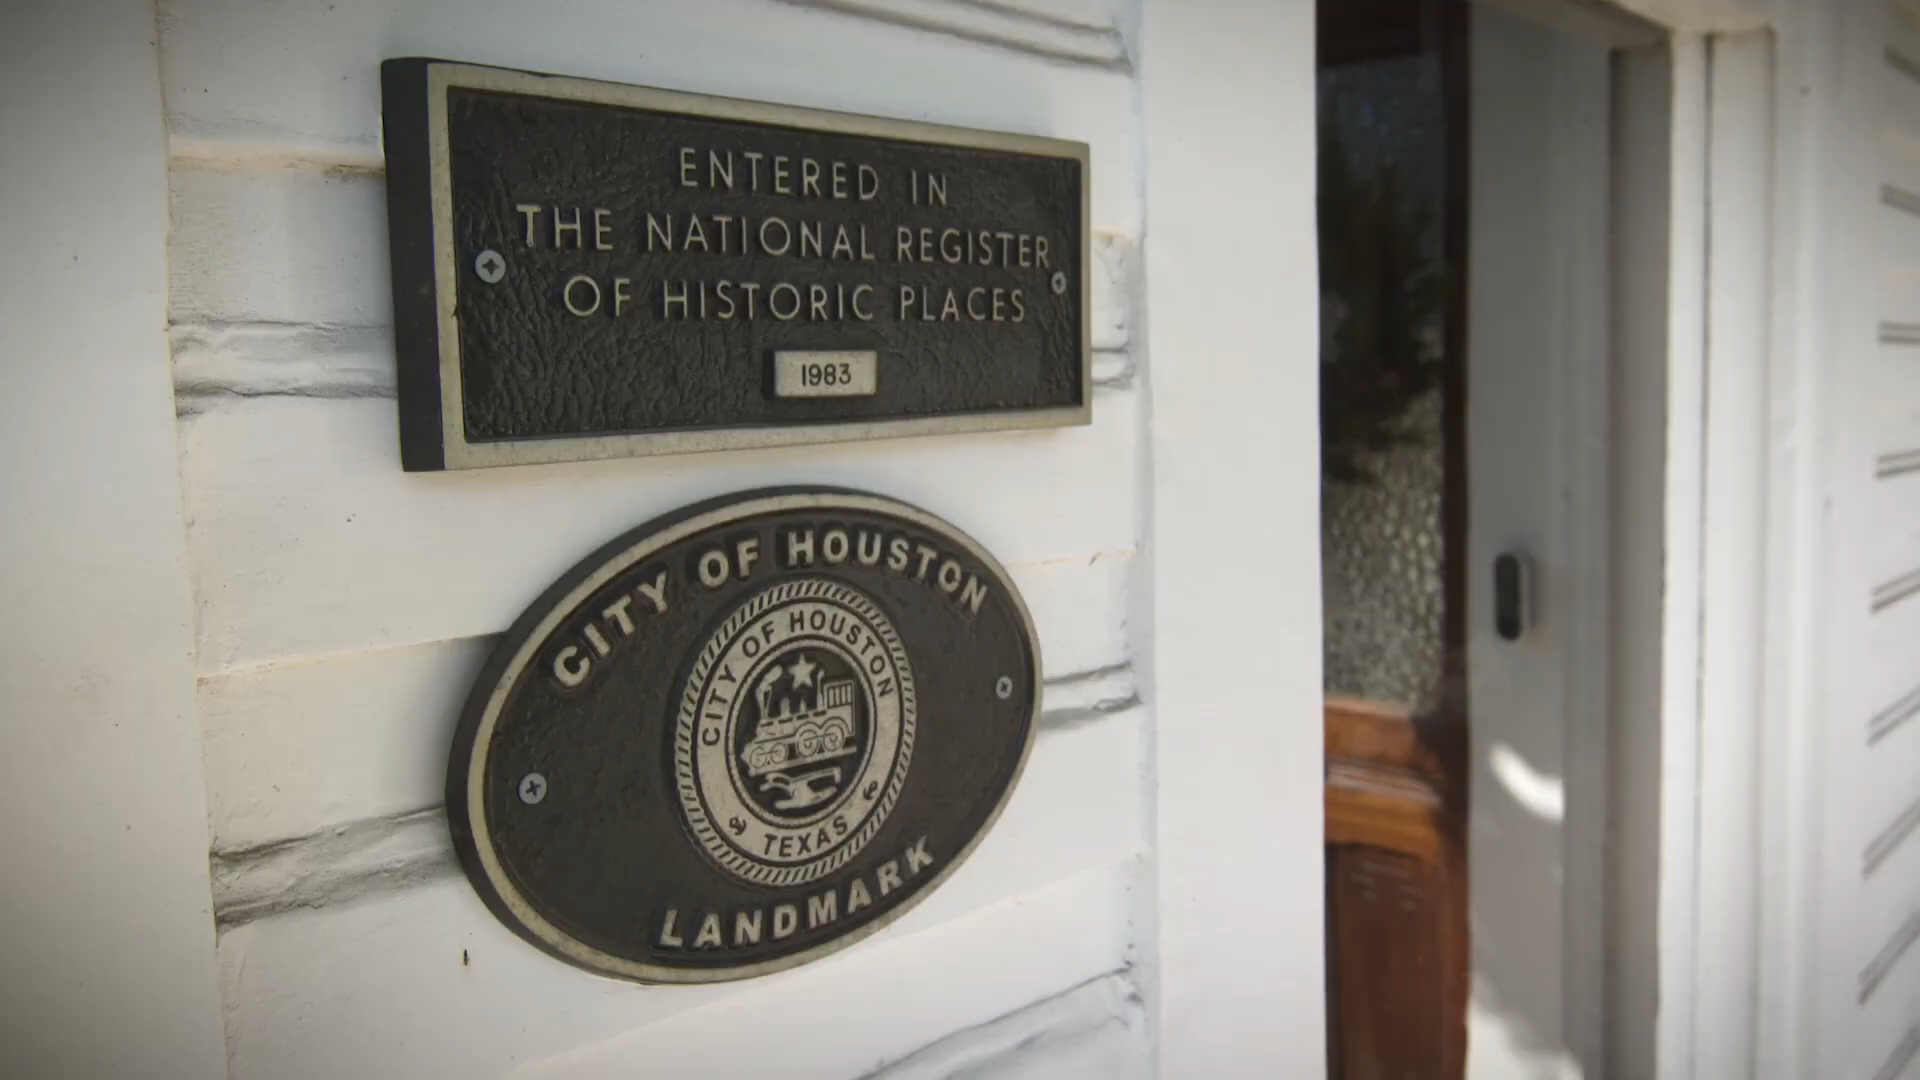 ENTERED IN
THE NATIONAL REGISTER
OF HISTORIC PLACES
1983
CITY OF HOUSTON
CITY OF HOUSTON
TEXAS
LANDMARK